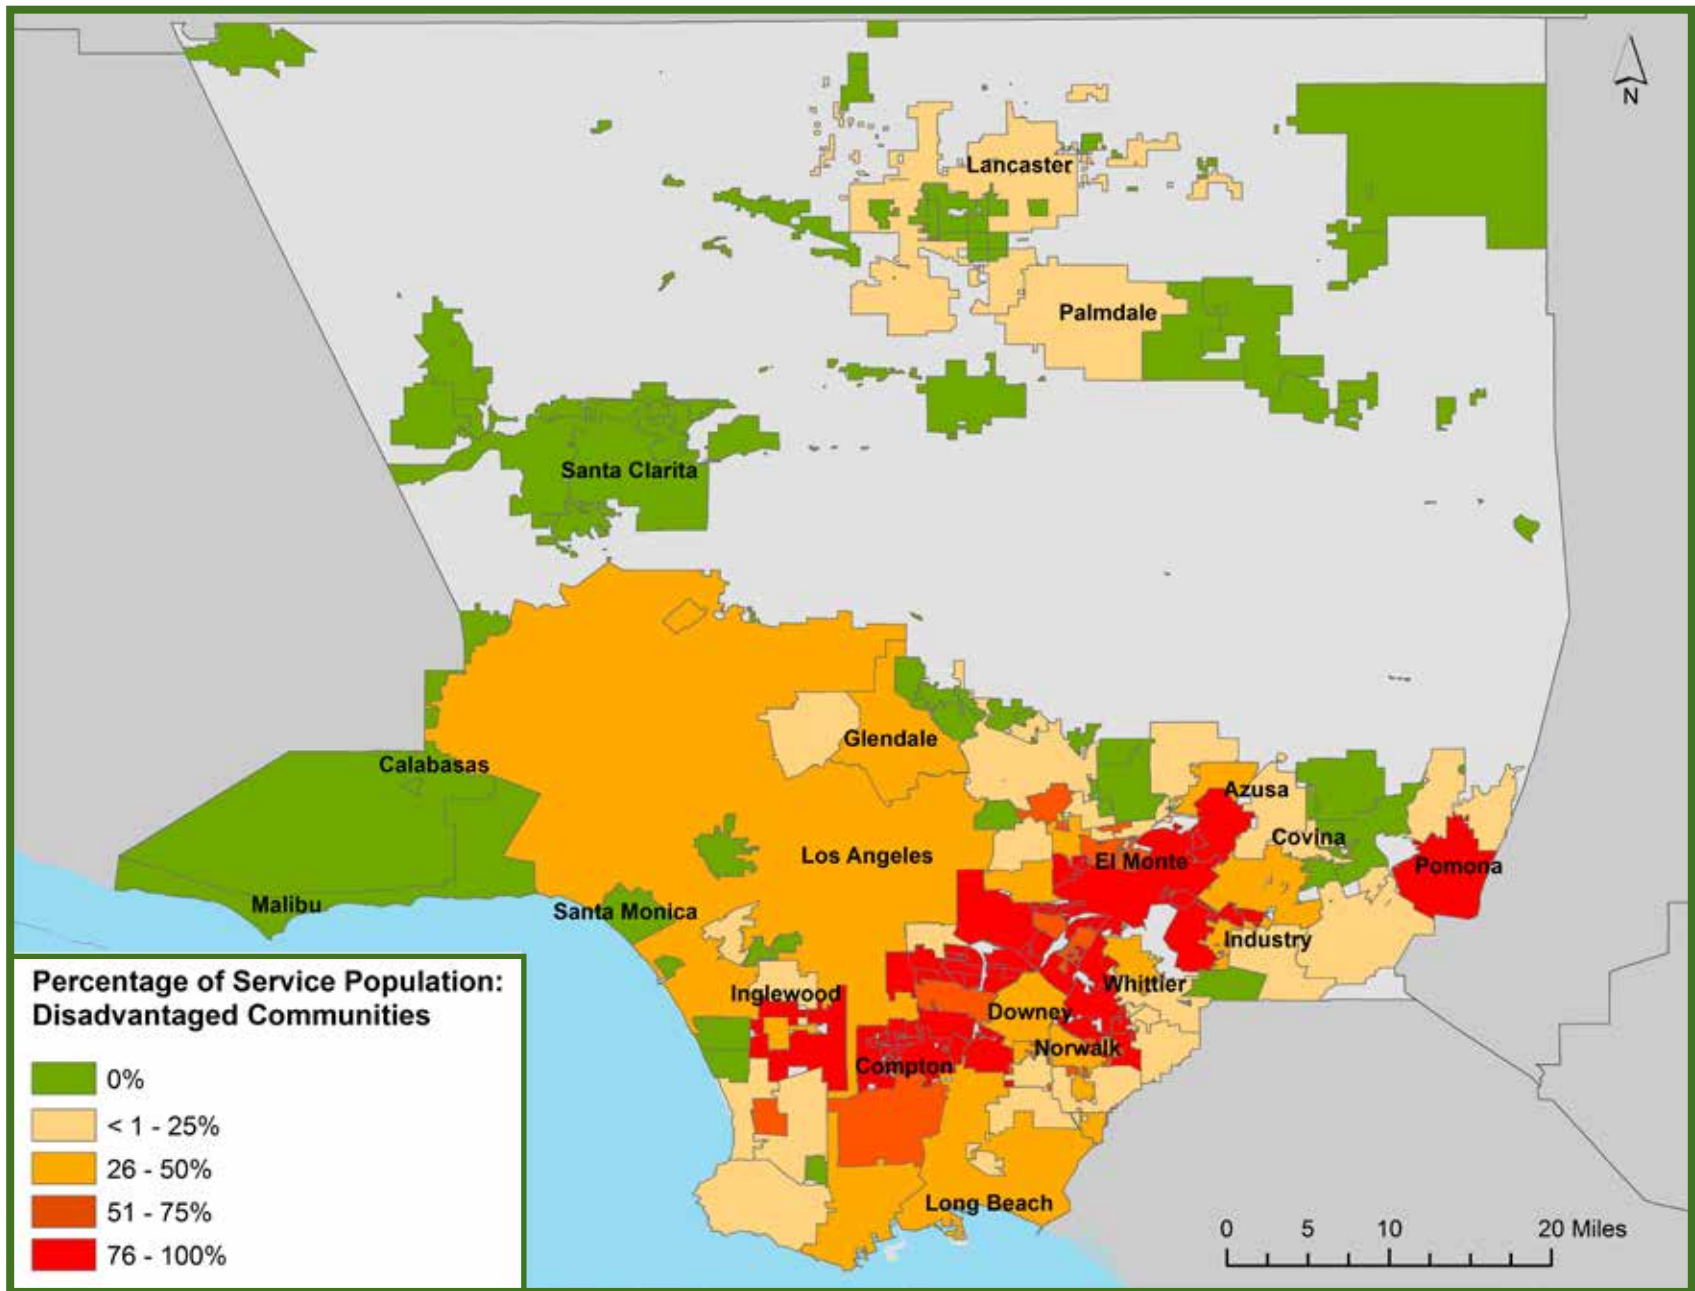 N
Lancaster
Palmdale
Santa Clarita
Glendale
Calabasas
Azusa
Covina
Los Angeles
El Monte
Pomona
Malibu
Santa Monica
Industry
Whittler
Inglewood
Downey
Norwalk
Compton
Long Beach
Percentage of Service Population:
Disadvantaged Communities
0%
< 1 - 25%
26 - 50%
51 - 75%
76 - 100%
0 5 10 20 Miles